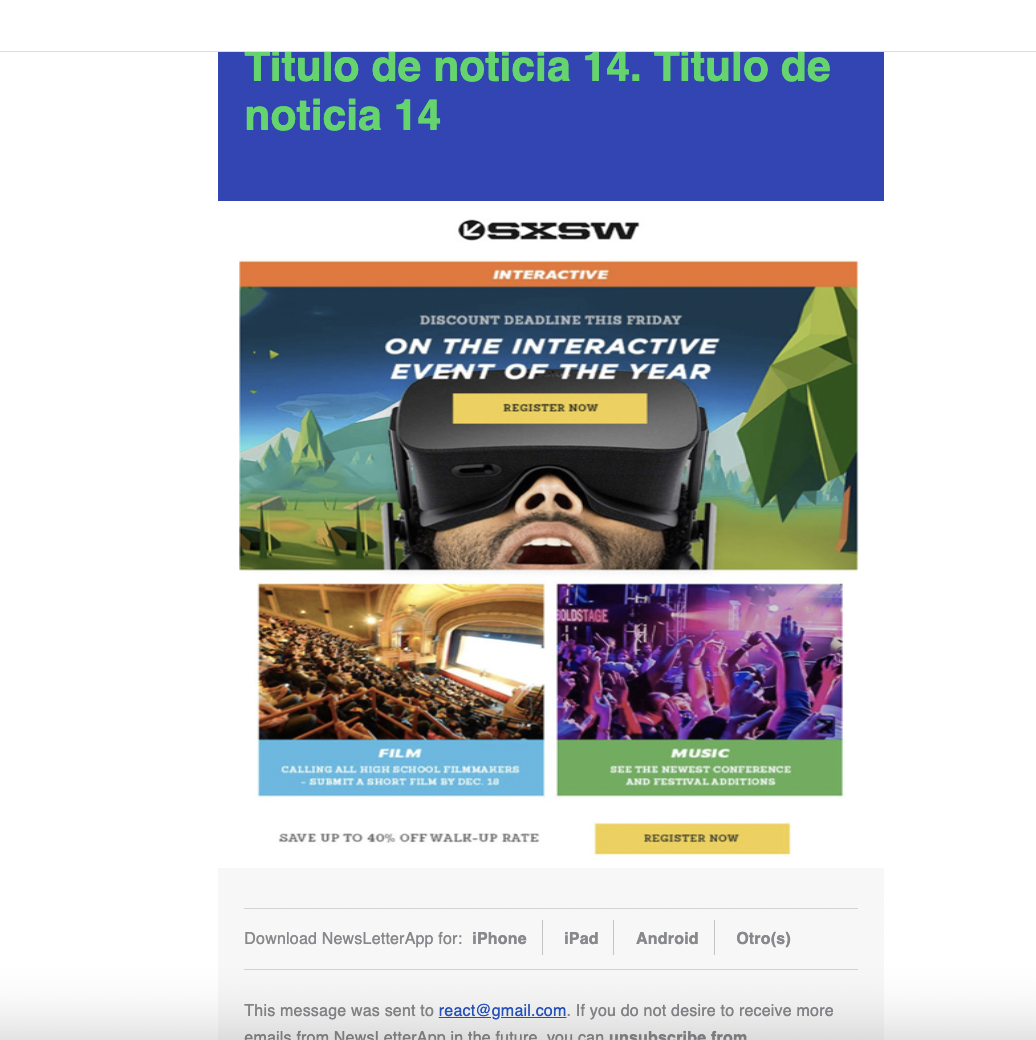 Titulo de noticia 14. Titulo de
noticia 14
SXSW
INTERACTIVE
DISCOUNT DEADLINE THIS FRIDAY
ON THE INTERACTIVE
EVENT OF THE YEAR
REGISTER NOW
BOLDSTAGE
FILM
CALLING ALL HIGH SCHOOL FILMMAKERS
- SUBMIT A SHORT FILM BY DEC. 18
MUSIC
SEE THE NEWEST CONFERENCE
AND FESTIVAL ADDITIONS
SAVE UP TO 40% OFF WALK-UP RATE
REGISTER NOW
Download NewsLetterApp for: iPhone iPad Android Otro(s)
This message was sent to react@gmail.com. If you do not desire to receive more
emails from NewsLetterApp in the future, you can unsubscribe from